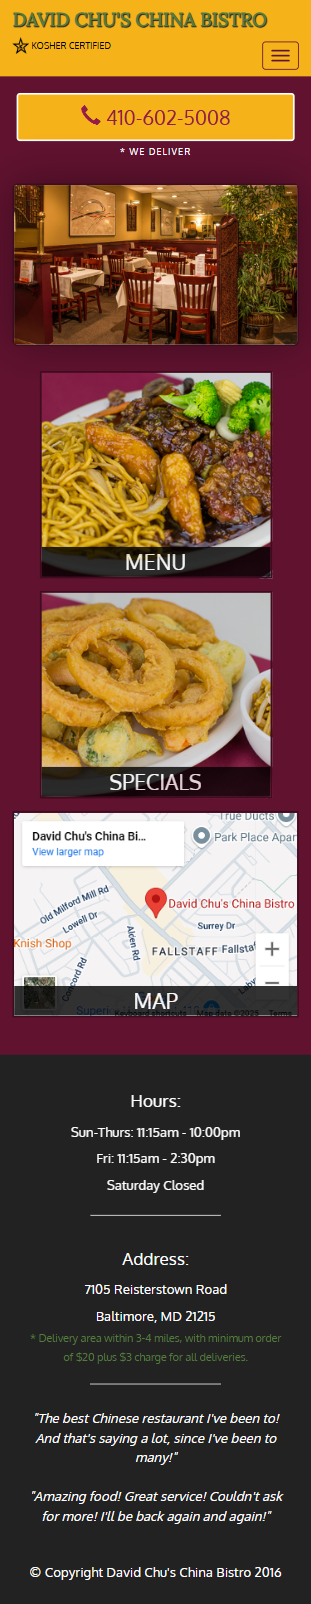 DAVID CHU'S CHINA BISTRO
KOSHER CERTIFIED
410-602-5008
* WE DELIVER
MENU
SPECIALS
True Ducts
David Chu's China Bi...
View larger map
Park Place Apar
Old Milford Mill Rd
Lowell Dr
David Chu's China Bistro
Surrey Dr
Alden Rd
Knish Shop
FALLSTAFF
Fallstaf
Concord Rd
MAP
Keyboard shortcuts
Map data ©2025
Terms
Hours:
Sun-Thurs: 11:15am - 10:00pm
Fri: 11:15am - 2:30pm
Saturday Closed
Address:
7105 Reisterstown Road
Baltimore, MD 21215
* Delivery area within 3-4 miles, with minimum order
of $20 plus $3 charge for all deliveries.
"The best Chinese restaurant I've been to!
And that's saying a lot, since I've been to
many!"
"Amazing food! Great service! Couldn't ask
for more! I'll be back again and again!"
© Copyright David Chu's China Bistro 2016